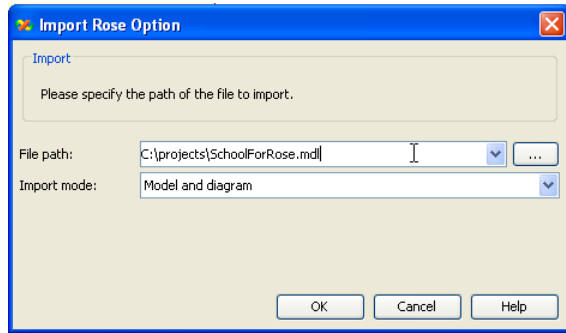 Import Rose Option
Import
Please specify the path of the file to import.
File path: C:\projects\SchoolForRose.mdl ...
Import mode: Model and diagram
OK Cancel Help